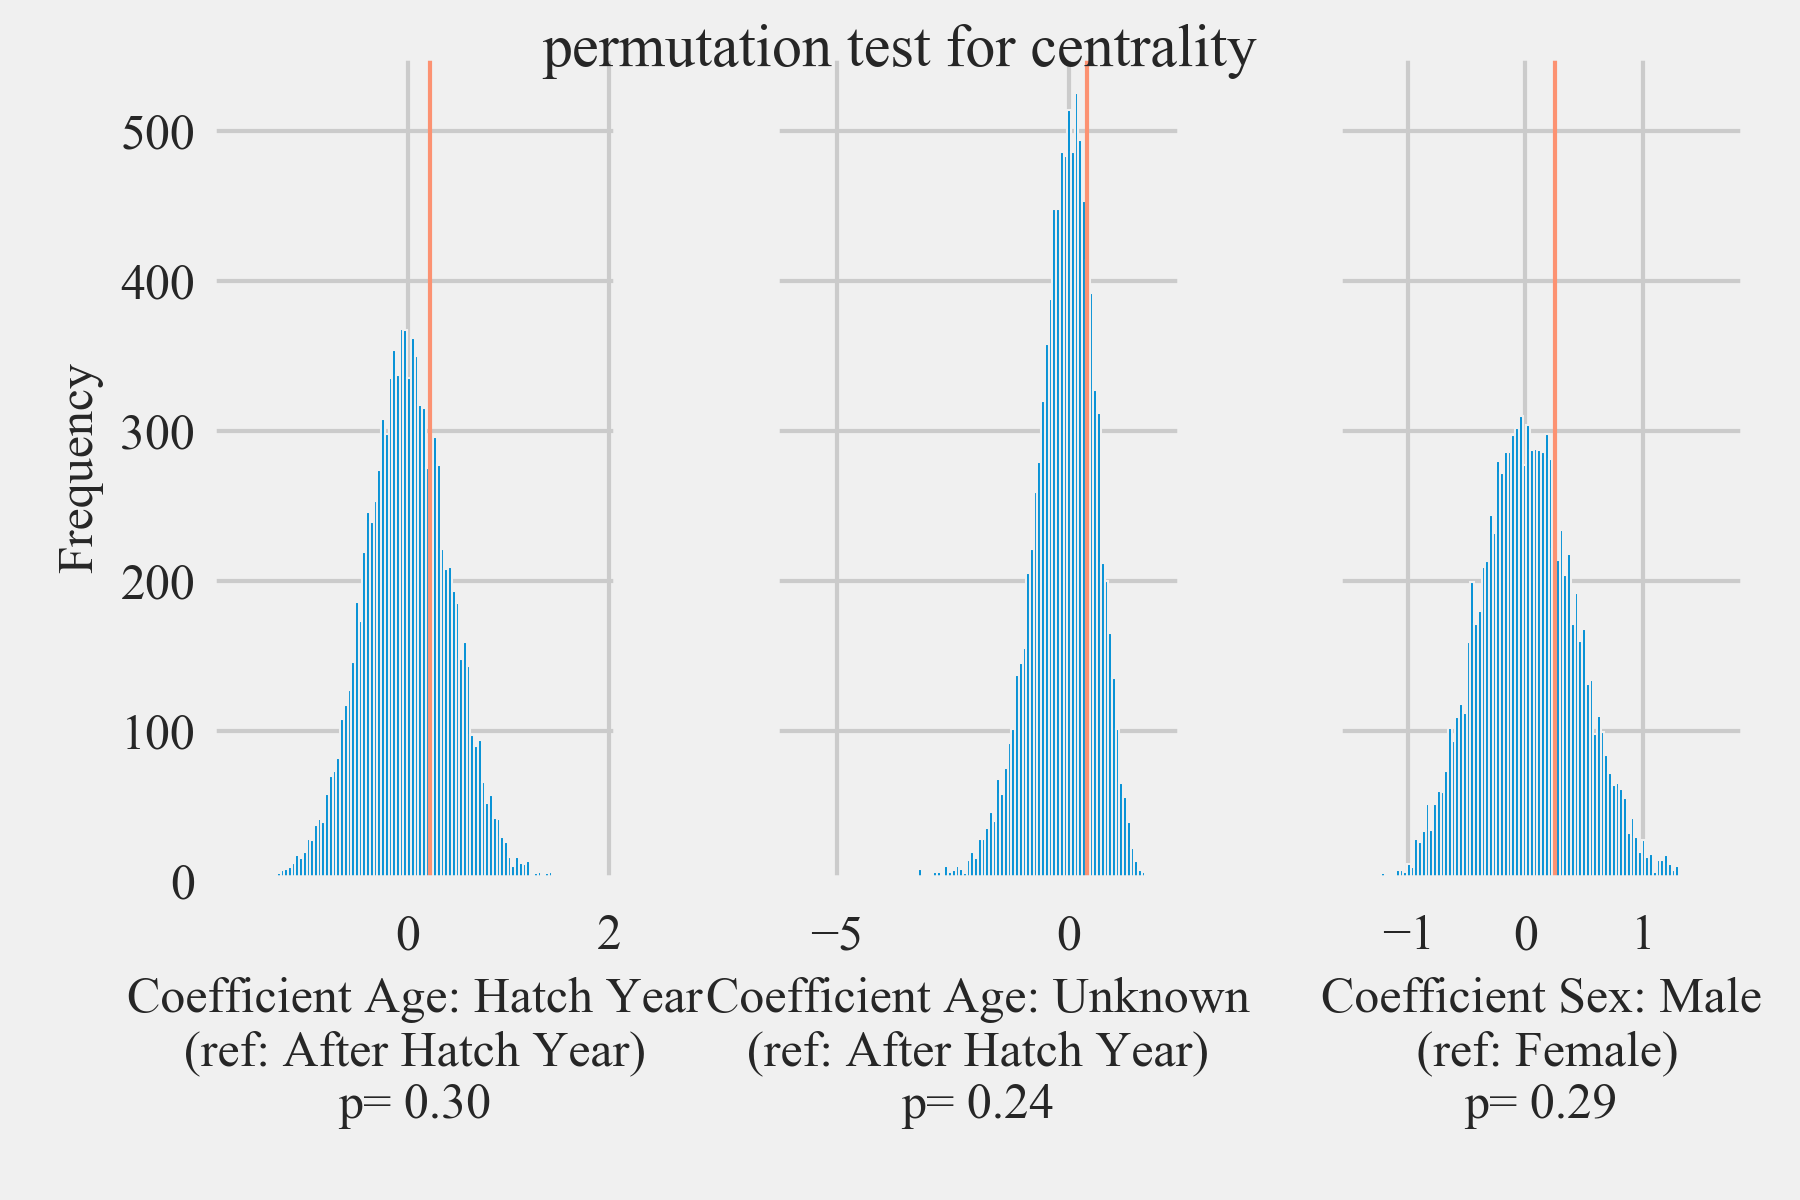 permutation test for centrality
Frequency
500
400
300
200
100
0
0 2
Coefficient Age: Hatch Year
(ref: After Hatch Year)
p= 0.30
−5 0
Coefficient Age: Unknown
(ref: After Hatch Year)
p= 0.24
−1 0 1
Coefficient Sex: Male
(ref: Female)
p= 0.29